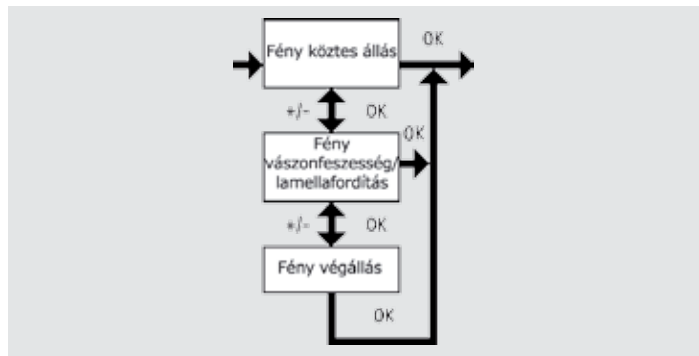 OK
Fény köztes állás
+/- OK
Fény
vászonfeszesség/
lamellafordítás
OK
+/- OK
Fény végállás
OK